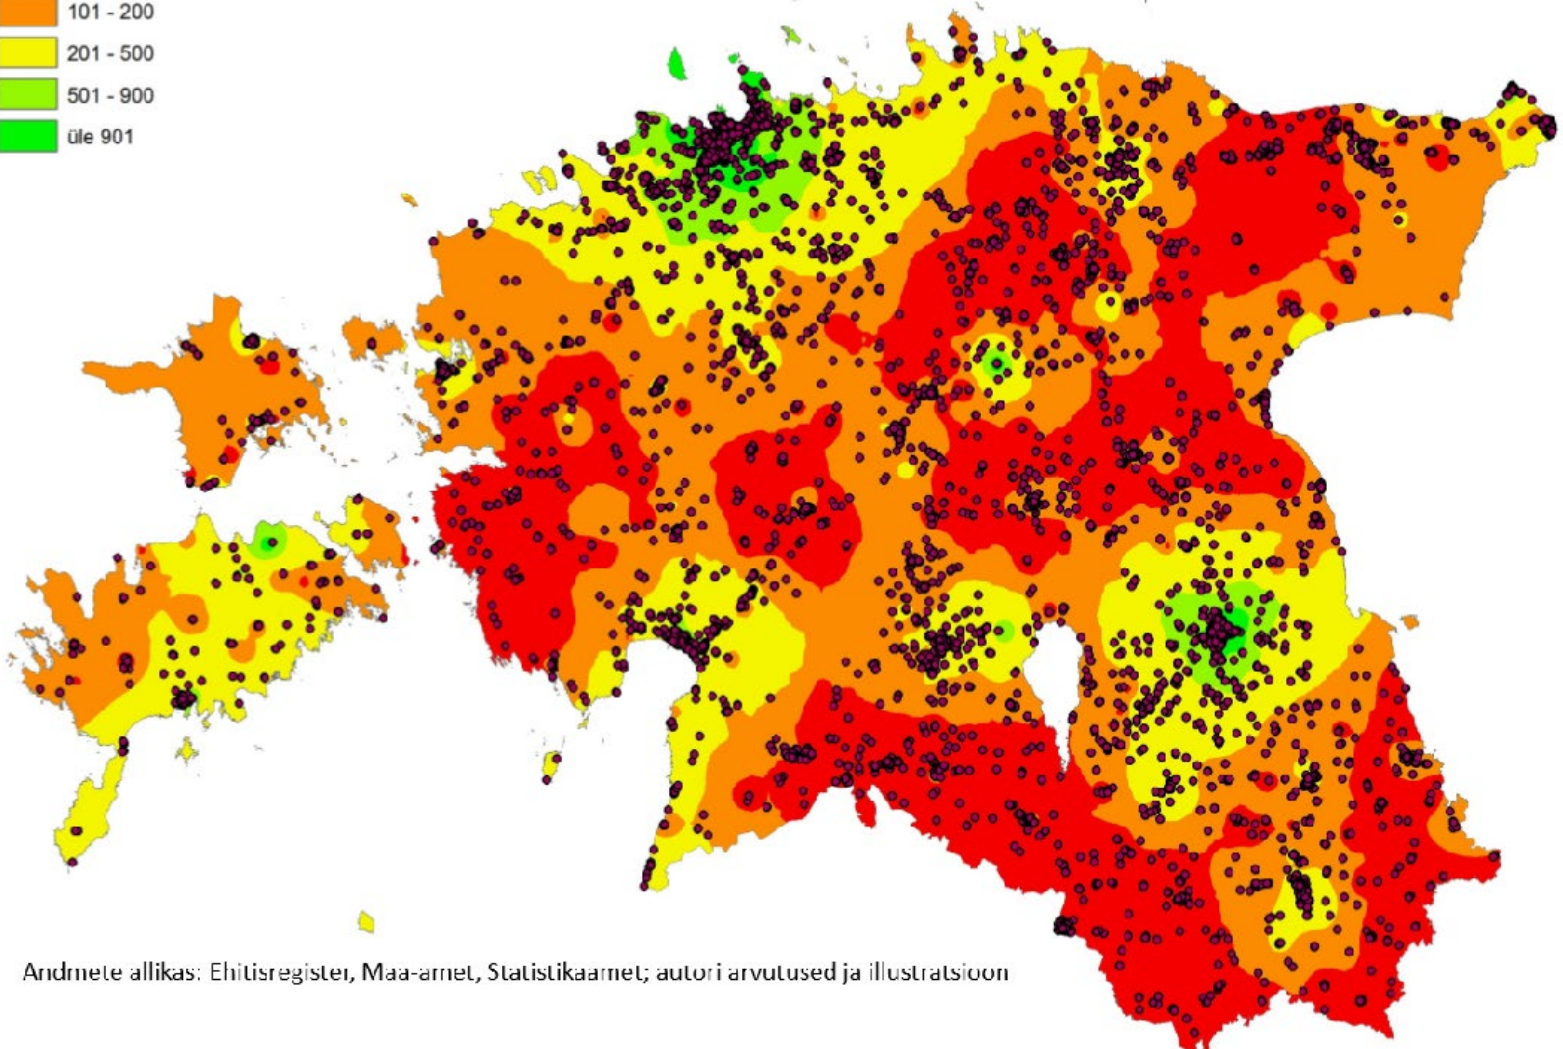 101 - 200
201 - 500
501 - 900
üle 901
Andmete allikas: Ehitisregister, Maa-amet, Statistikaamet; autori arvutused ja illustratsioon